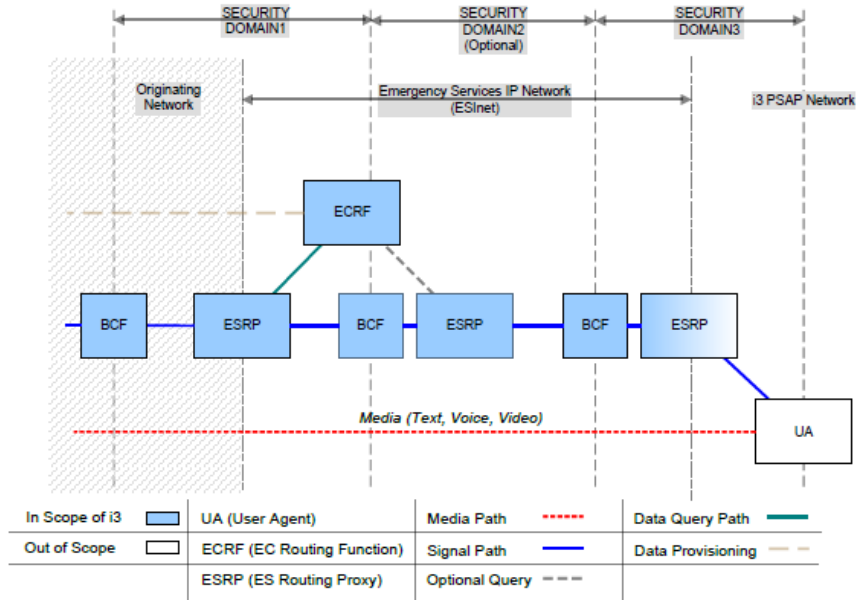 SECURITY
DOMAIN1
SECURITY
DOMAIN2
(Optional)
SECURITY
DOMAIN3
Originating
Network
Emergency Services IP Network
(ESInet)
i3 PSAP Network
ECRF
BCF
ESRP
BCF
ESRP
BCF
ESRP
Media (Text, Voice, Video)
UA
In Scope of i3
UA (User Agent)
Media Path
Data Query Path
Out of Scope
ECRF (EC Routing Function)
Signal Path
Data Provisioning
ESRP (ES Routing Proxy)
Optional Query